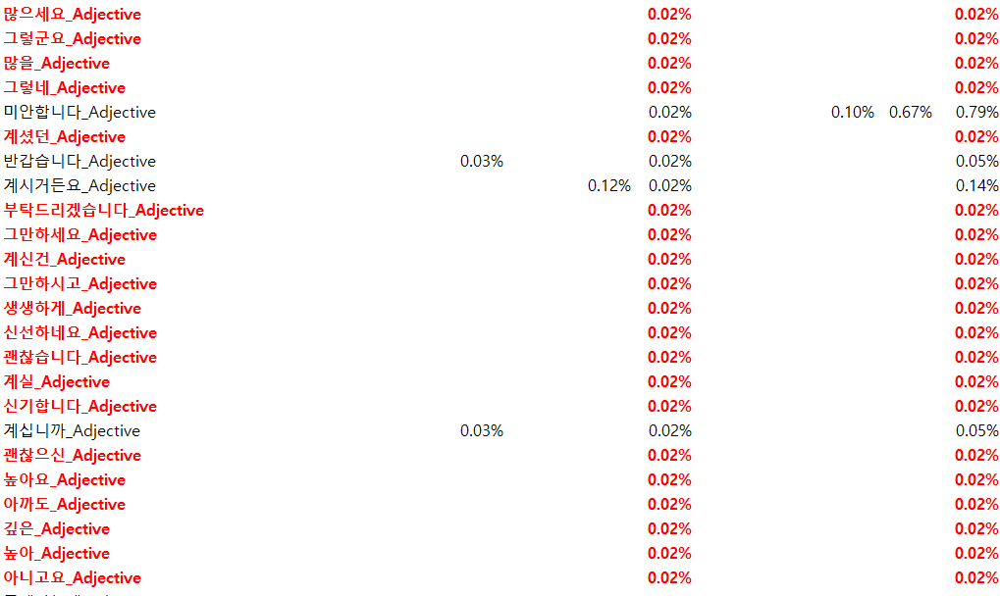 많으세요_Adjective 0.02% 0.02%
그렇군요_Adjective 0.02% 0.02%
많을_Adjective 0.02% 0.02%
그렇네_Adjective 0.02% 0.02%
미안합니다_Adjective 0.02% 0.10% 0.67% 0.79%
계셨던_Adjective 0.02% 0.02%
반갑습니다_Adjective 0.03% 0.02% 0.05%
계시거든요_Adjective 0.12% 0.02% 0.14%
부탁드리겠습니다_Adjective 0.02% 0.02%
그만하세요_Adjective 0.02% 0.02%
계신건_Adjective 0.02% 0.02%
그만하시고_Adjective 0.02% 0.02%
생생하게_Adjective 0.02% 0.02%
신선하네요_Adjective 0.02% 0.02%
괜찮습니다_Adjective 0.02% 0.02%
계실_Adjective 0.02% 0.02%
신기합니다_Adjective 0.02% 0.02%
계십니까_Adjective 0.03% 0.02% 0.05%
괜찮으신_Adjective 0.02% 0.02%
높아요_Adjective 0.02% 0.02%
아까도_Adjective 0.02% 0.02%
깊은_Adjective 0.02% 0.02%
높아_Adjective 0.02% 0.02%
아니고요_Adjective 0.02% 0.02%